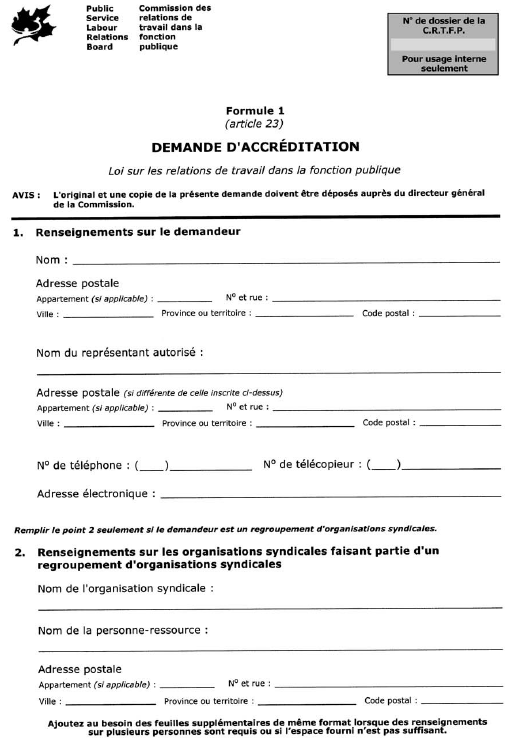 Public
Service
Labour
Relations
Board
Commission des
relations de
travail dans la
fonction
publique
N° de dossier de la
C.R.T.F.P.
Pour usage interne
seulement
Formule 1
(article 23)
DEMANDE D'ACCRÉDITATION
Loi sur les relations de travail dans la fonction publique
AVIS : L'original et une copie de la présente demande doivent être déposés auprès du directeur général
de la Commission.
1. Renseignements sur le demandeur
Nom :
Adresse postale
Appartement (si applicable) : N° et rue :
Ville : Province ou territoire : Code postal :
Nom du représentant autorisé :
Adresse postale (si différente de celle inscrite ci-dessus)
Appartement (si applicable) : N° et rue :
Ville : Province ou territoire : Code postal :
N° de téléphone : (___) N° de télécopieur : (___)
Adresse électronique :
Remplir le point 2 seulement si le demandeur est un regroupement d'organisations syndicales.
2. Renseignements sur les organisations syndicales faisant partie d'un
regroupement d'organisations syndicales
Nom de l'organisation syndicale :
Nom de la personne-ressource :
Adresse postale
Appartement (si applicable) : N° et rue :
Ville : Province ou territoire : Code postal :
Ajoutez au besoin des feuilles supplémentaires de même format lorsque des renseignements
sur plusieurs personnes sont requis ou si l'espace fourni n'est pas suffisant.